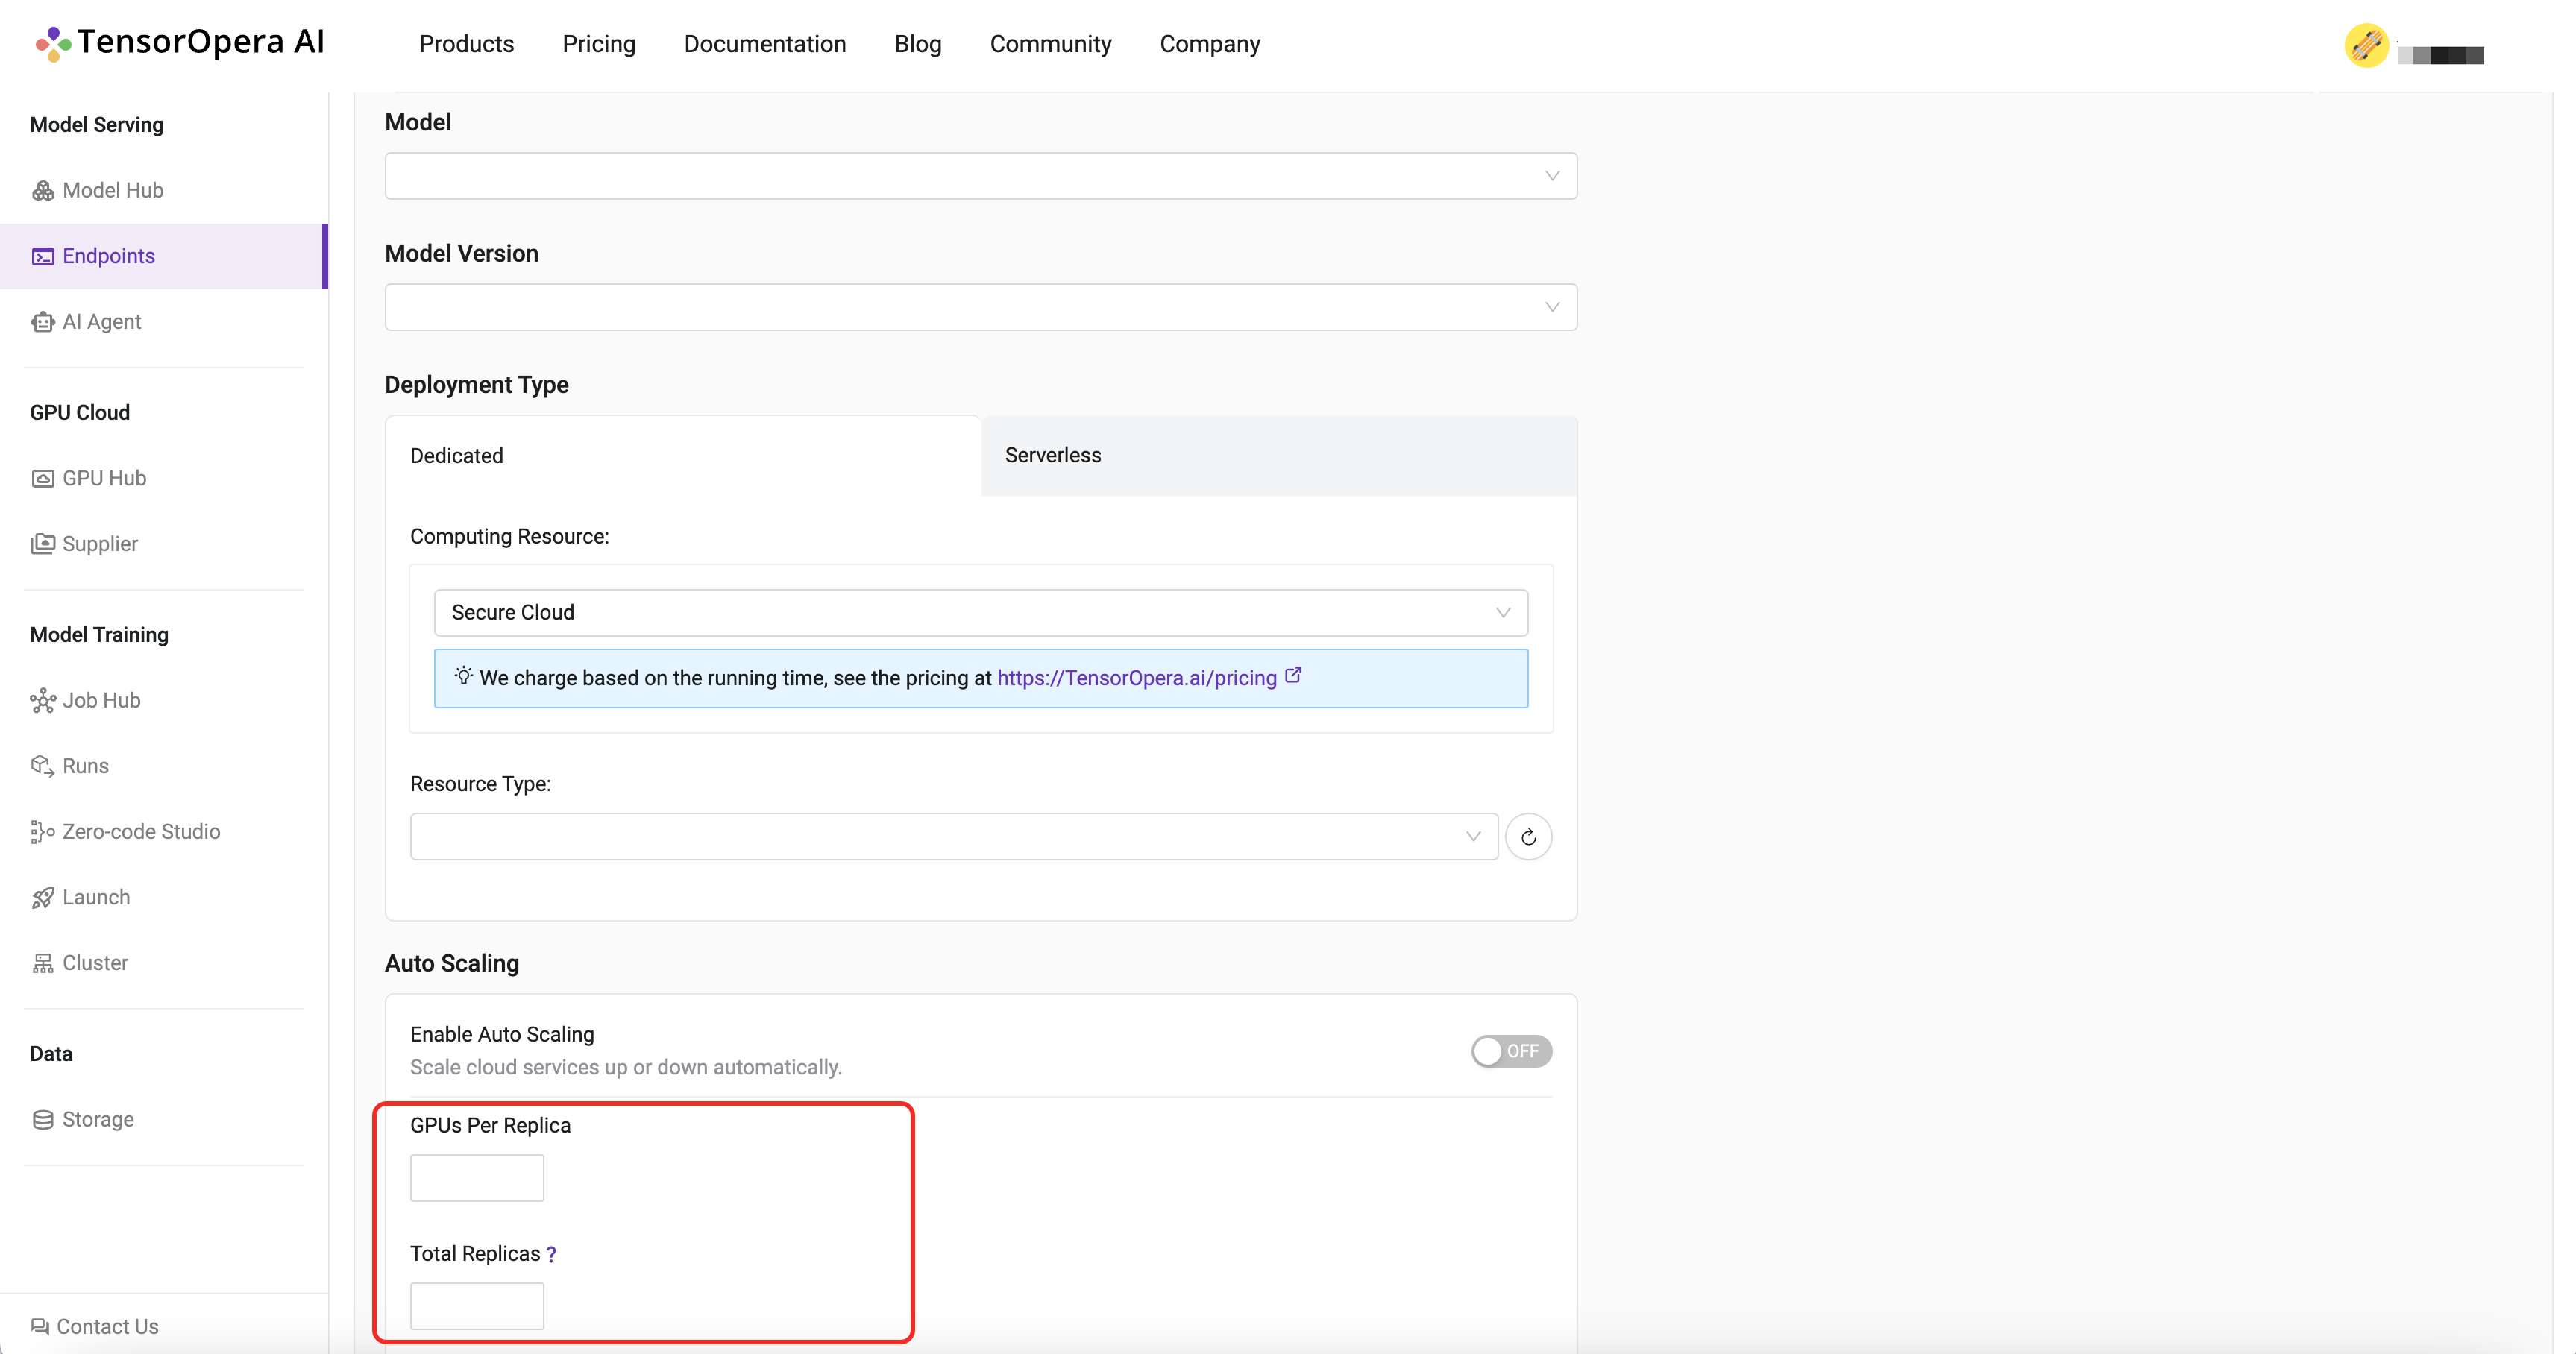 TensorOpera AI
Products Pricing Documentation Blog Community Company
Model Serving
Model Hub
Endpoints
AI Agent
GPU Cloud
GPU Hub
Supplier
Model Training
Job Hub
Runs
Zero-code Studio
Launch
Cluster
Data
Storage
Contact Us
Model
Model Version
Deployment Type
Dedicated
Serverless
Computing Resource:
Secure Cloud
We charge based on the running time, see the pricing at https://TensorOpera.ai/pricing
Resource Type:
Auto Scaling
Enable Auto Scaling
OFF
Scale cloud services up or down automatically.
GPUs Per Replica
Total Replicas ?